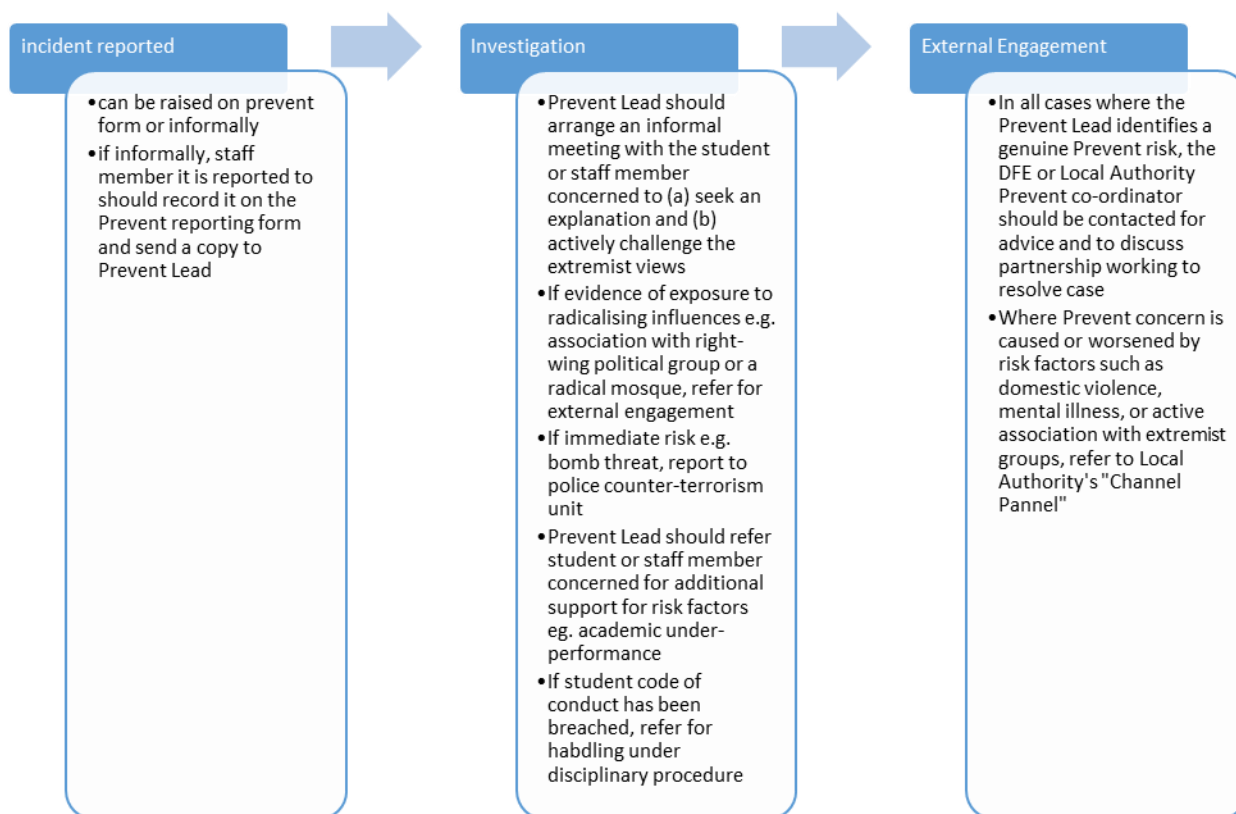 incident reported
•can be raised on prevent
form or informally
•if informally, staff
member it is reported to
should record it on the
Prevent reporting form
and send a copy to
Prevent Lead
Investigation
•Prevent Lead should
arrange an informal
meeting with the student
or staff member
concerned to (a) seek an
explanation and (b)
actively challenge the
extremist views
•If evidence of exposure to
radicalising influences e.g.
association with right-
wing political group or a
radical mosque, refer for
external engagement
•If immediate risk e.g.
bomb threat, report to
police counter-terrorism
unit
•Prevent Lead should refer
student or staff member
concerned for additional
support for risk factors
eg. academic under-
performance
•If student code of
conduct has been
breached, refer for
habdling under
disciplinary procedure
External Engagement
•In all cases where the
Prevent Lead identifies a
genuine Prevent risk, the
DFE or Local Authority
Prevent co-ordinator
should be contacted for
advice and to discuss
partnership working to
resolve case
•Where Prevent concern is
caused or worsened by
risk factors such as
domestic violence,
mental illness, or active
association with extremist
groups, refer to Local
Authority's "Channel
Pannel"